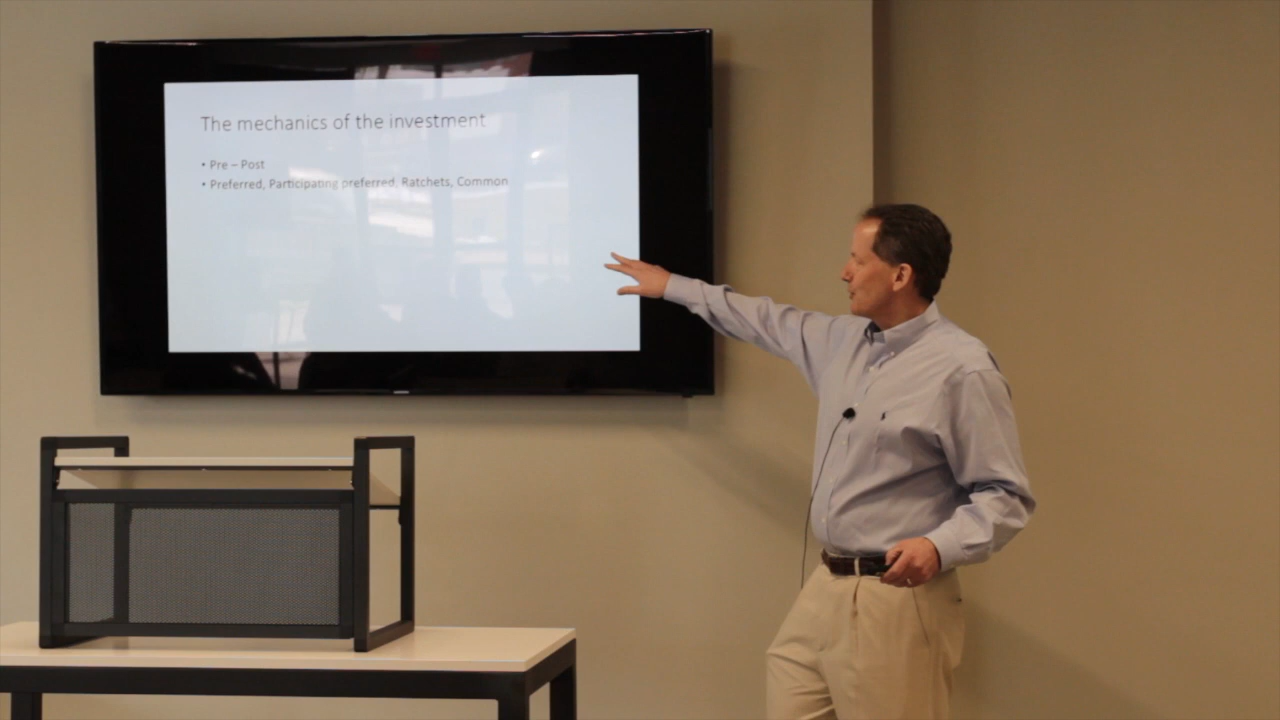 The mechanics of the investment
• Pre – Post
• Preferred, Participating preferred, Ratchets, Common